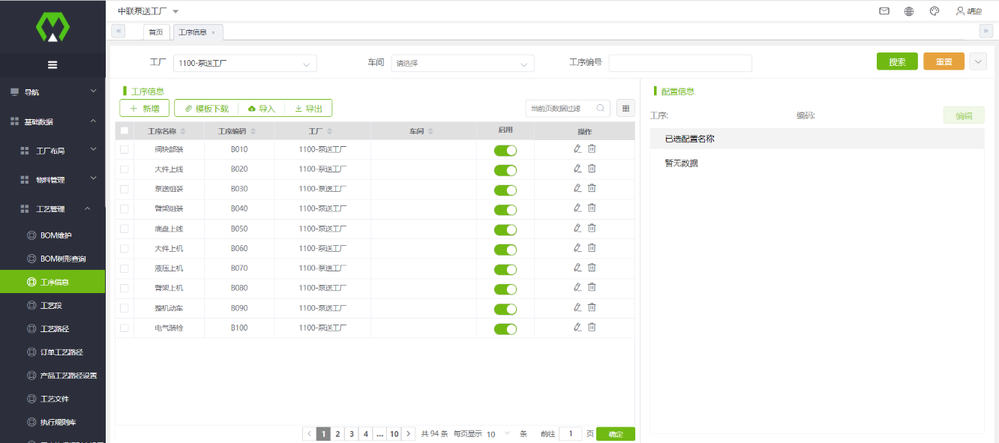 中联泵送工厂
胡迎
首页 工序信息 ×
工厂 1100-泵送工厂 车间 请选择 工序编号 搜索 重置
导航
基础数据
工厂布局
物料管理
工艺管理
BOM维护
BOM树形查询
工序信息
工艺段
工艺路径
订单工艺路径
产品工艺路径设置
工艺文件
执行规则库
工序信息
新增 模板下载 导入 导出 当前页数据过滤
工序名称 工序编码 工厂 车间 启用 操作
阀块部装 B010 1100-泵送工厂
大件上线 B020 1100-泵送工厂
泵送组装 B030 1100-泵送工厂
臂架组装 B040 1100-泵送工厂
底盘上线 B050 1100-泵送工厂
大件上机 B060 1100-泵送工厂
液压上机 B070 1100-泵送工厂
臂架上机 B080 1100-泵送工厂
整机动车 B090 1100-泵送工厂
电气装检 B100 1100-泵送工厂
1 2 3 4 ... 10 共 94 条 每页显示 10 条 前往 1 页 确定
配置信息
工序: 编码: 编辑
已选配置名称
暂无数据